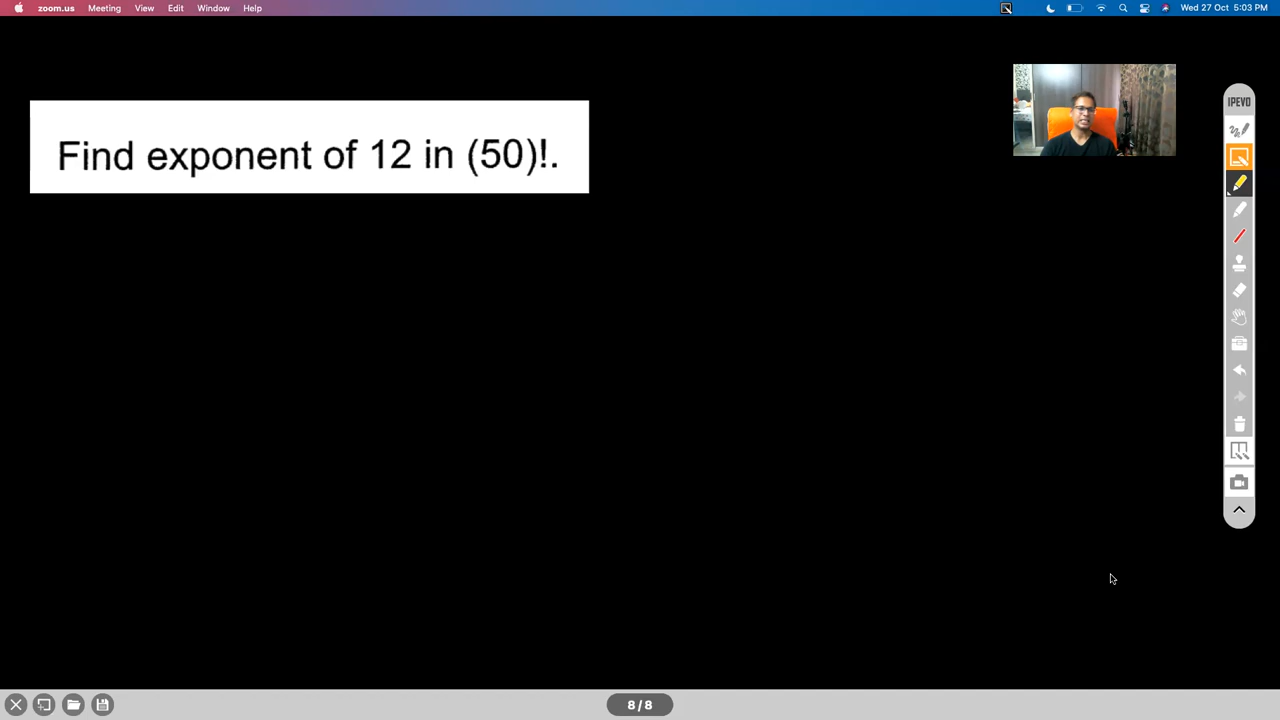 zoom.us Meeting View Edit Window Help Wed 27 Oct 5:03 PM
IPEVO
Find exponent of 12 in (50)!.
8/8